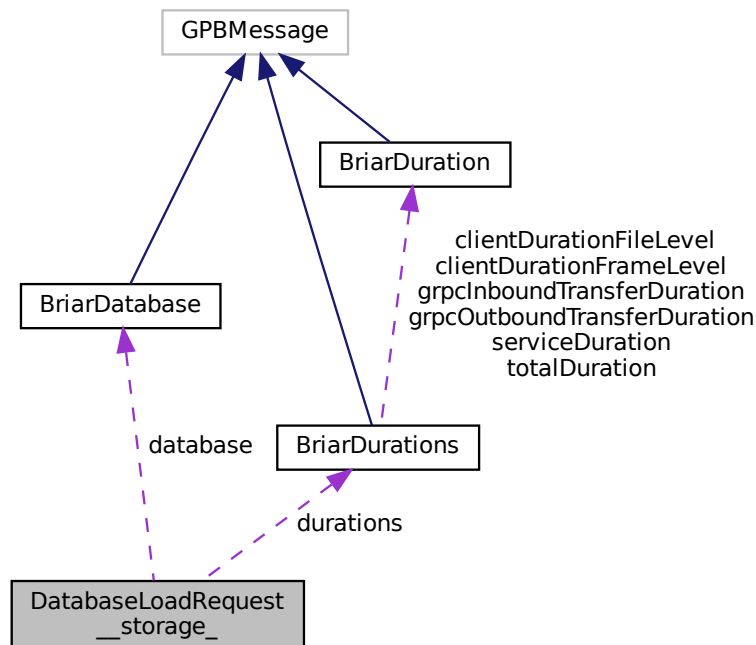 GPBMessage
BriarDuration
clientDurationFileLevel
clientDurationFrameLevel
grpcInboundTransferDuration
grpcOutboundTransferDuration
serviceDuration
totalDuration
BriarDatabase
BriarDurations
database
durations
DatabaseLoadRequest
__storage_